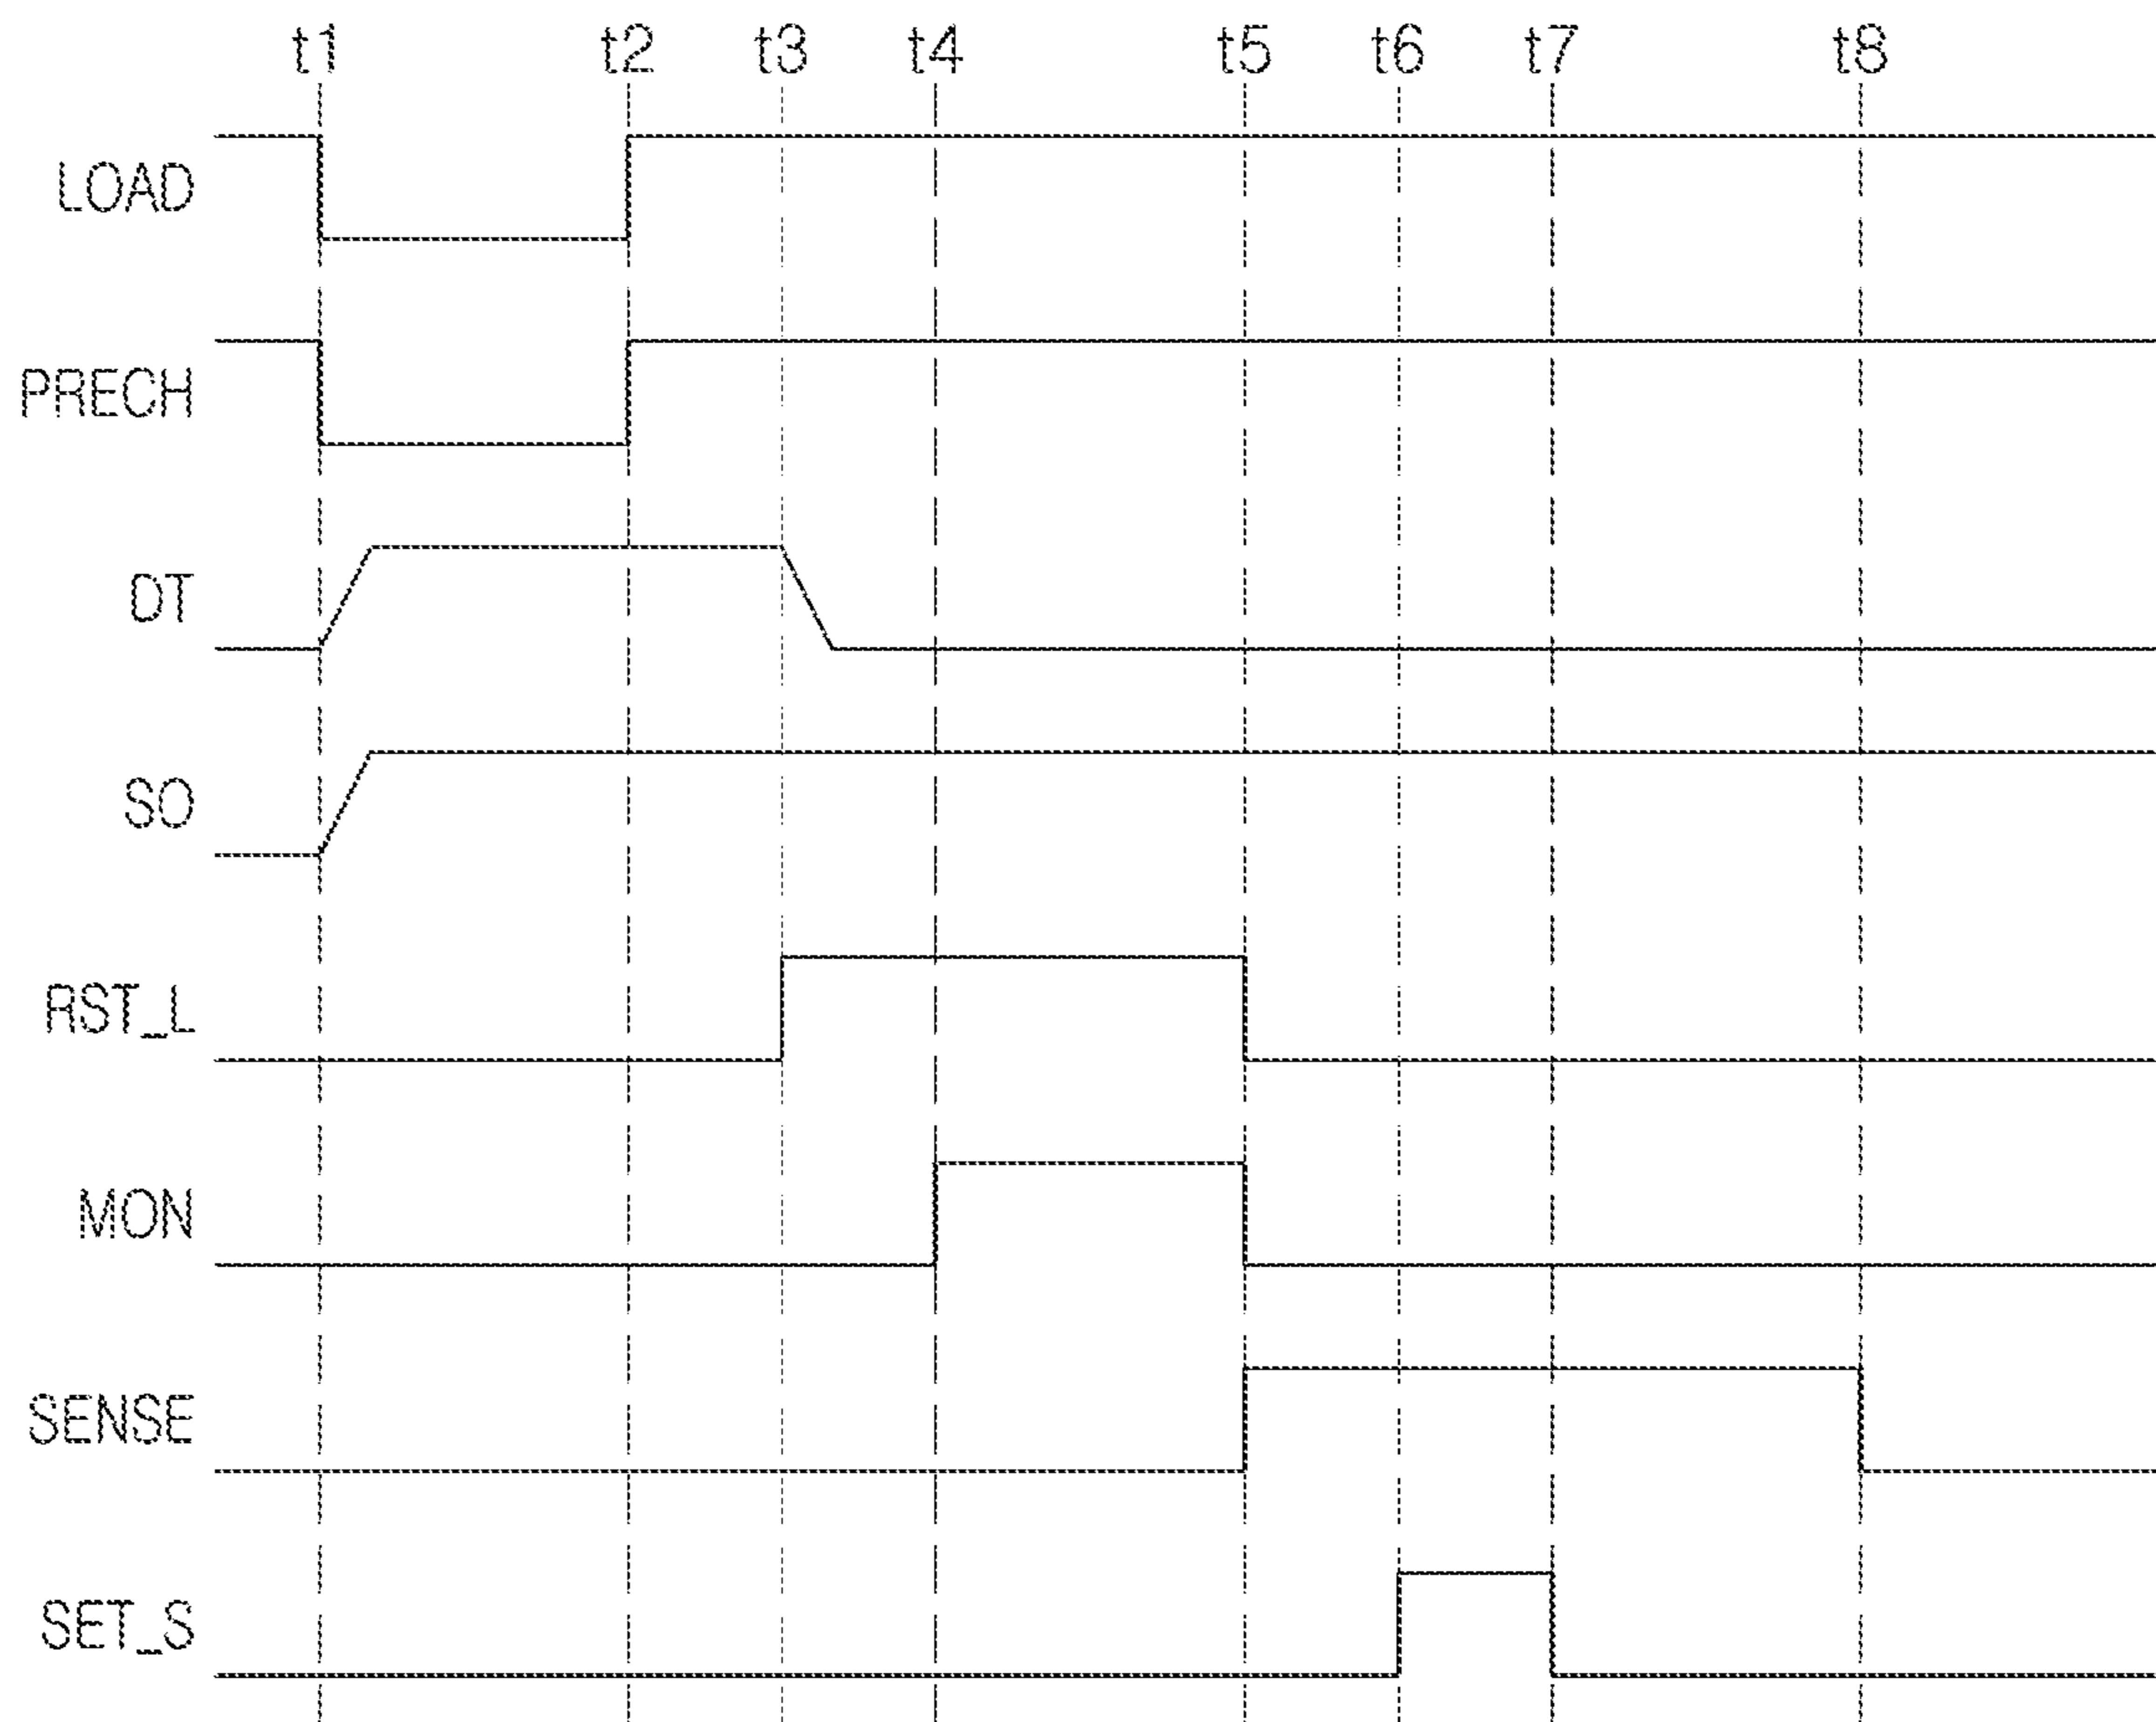 t1 t2 t3 t4 t5 t6 t7 t8
LOAD
PRECH
DT
SO
RST_L
MON
SENSE
SET_S